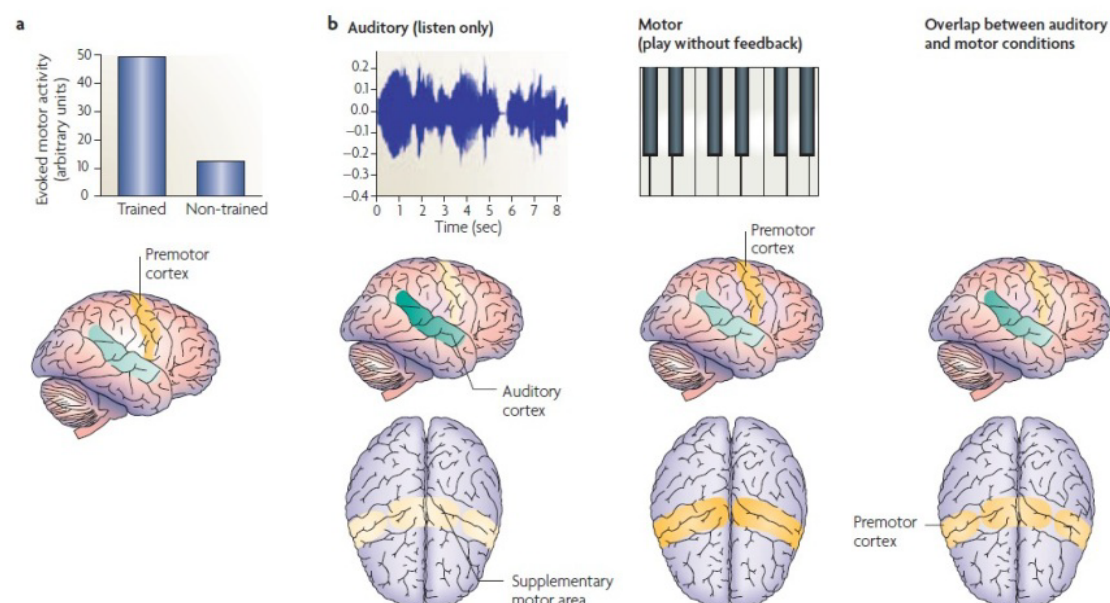 a
Evoked motor activity
(arbitrary units)
50
40
30
20
10
0
Trained
Non-trained
Premotor
cortex
b
Auditory (listen only)
0.2
0.1
0.0
–0.1
–0.2
–0.3
–0.4
0 1 2 3 4 5 6 7 8
Time (sec)
Motor
(play without feedback)
Overlap between auditory
and motor conditions
Premotor
cortex
Auditory
cortex
Supplementary
motor area
Premotor
cortex